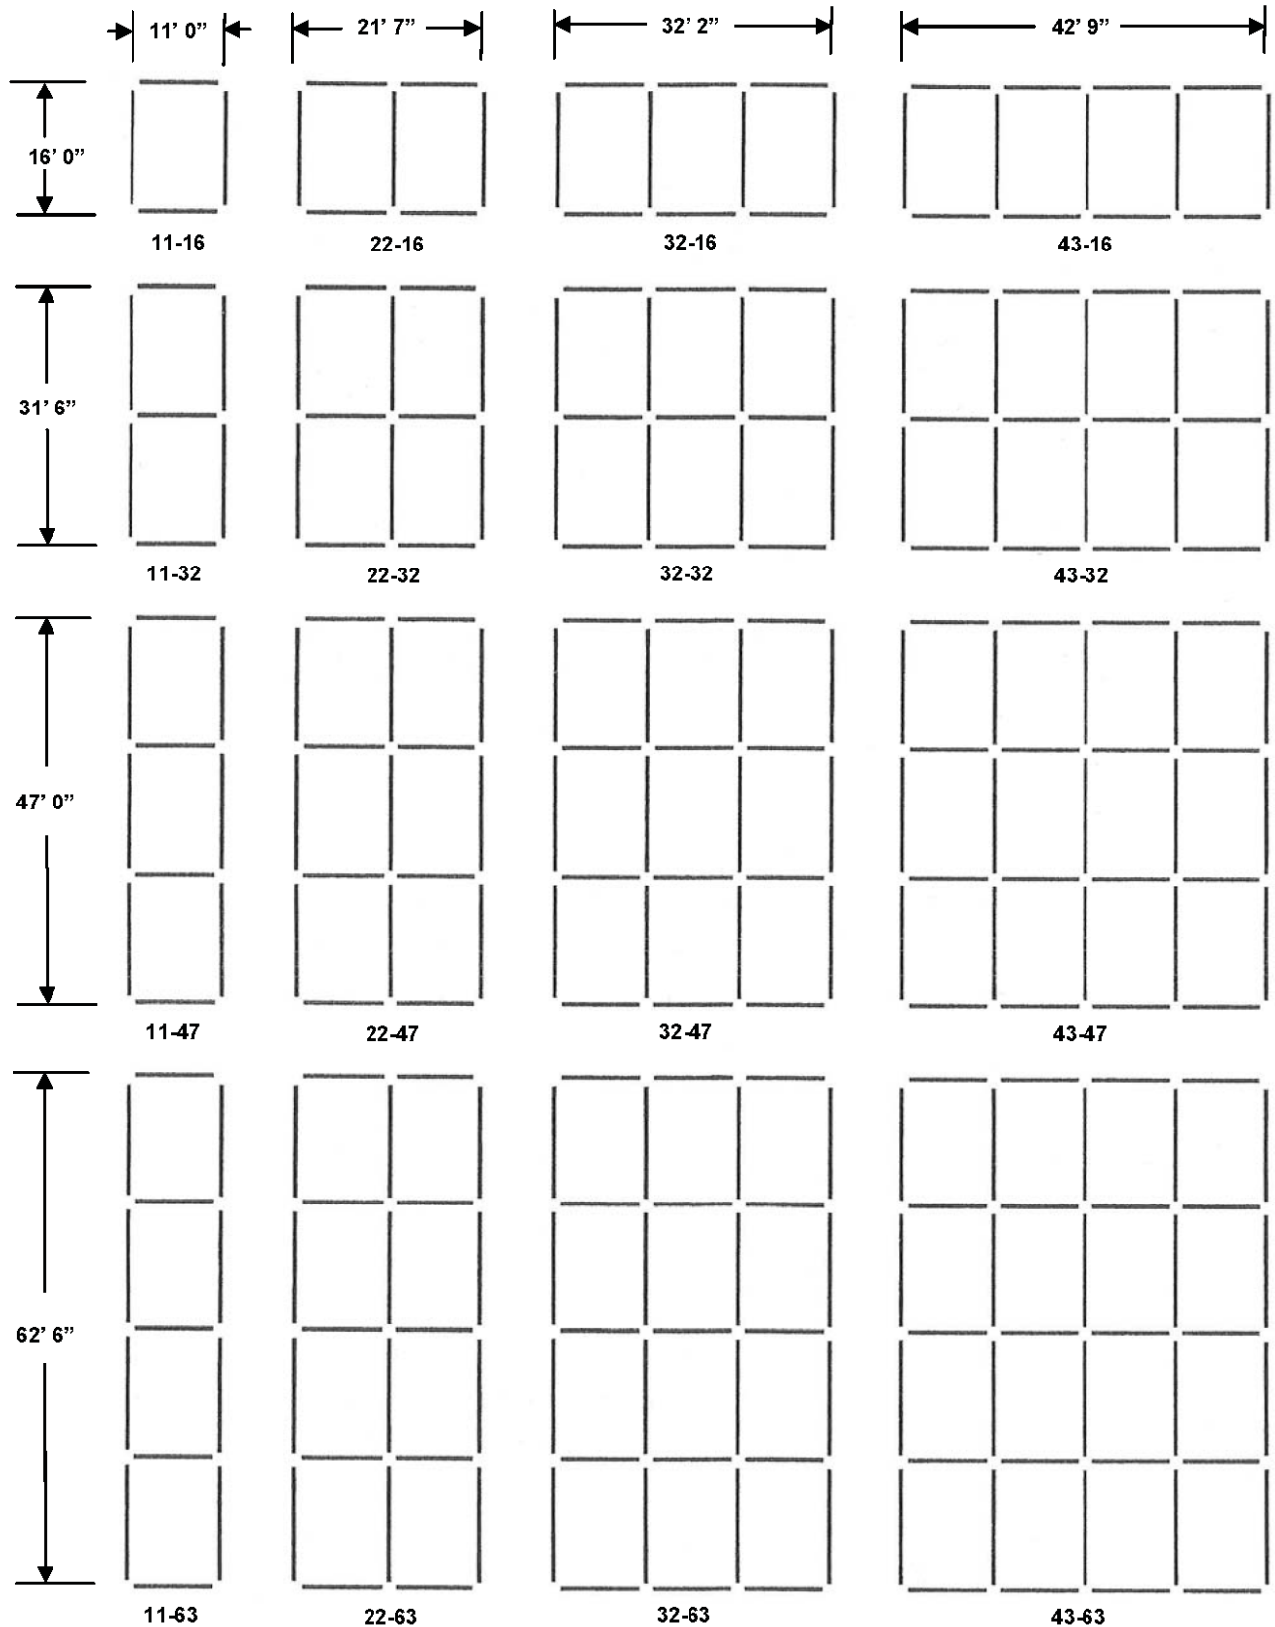 11’ 0” 21’ 7” 32’ 2” 42’ 9”
16’ 0”
11-16 22-16 32-16 43-16
31’ 6”
11-32 22-32 32-32 43-32
47’ 0”
11-47 22-47 32-47 43-47
62’ 6”
11-63 22-63 32-63 43-63